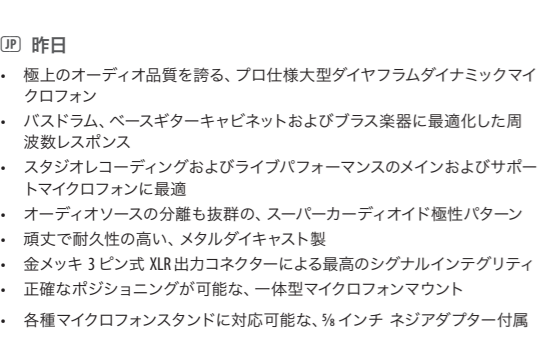 JP 昨日
• 極上のオーディオ品質を誇る、プロ仕様大型ダイヤフラムダイナミックマイ
クロフォン
• バスドラム、ベースギターキャビネットおよびブラス楽器に最適化した周
波数レスポンス
• スタジオレコーディングおよびライブパフォーマンスのメインおよびサポー
トマイクロフォンに最適
• オーディオソースの分離も抜群の、スーパーカーディオイド極性パターン
• 頑丈で耐久性の高い、メタルダイキャスト製
• 金メッキ 3 ピン式 XLR 出力コネクターによる最高のシグナルインテグリティ
• 正確なポジショニングが可能な、一体型マイクロフォンマウント
• 各種マイクロフォンスタンドに対応可能な、⅝ インチ ネジアダプター付属